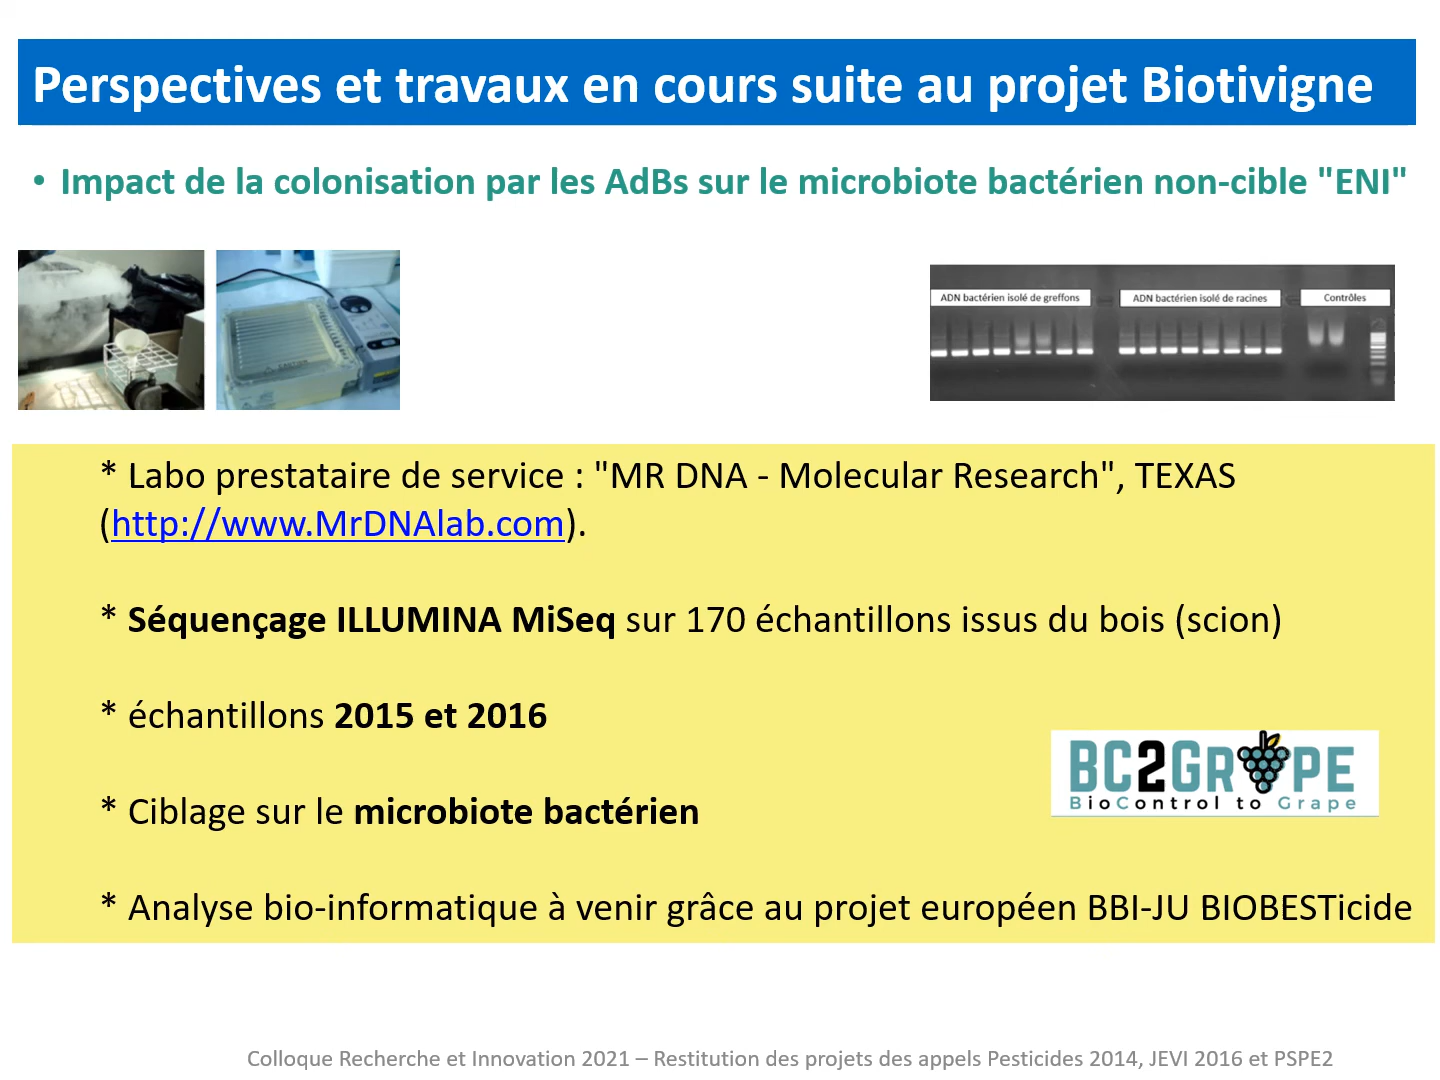 Perspectives et travaux en cours suite au projet Biotivigne
• Impact de la colonisation par les AdBs sur le microbiote bactérien non-cible "ENI"
ADN bactérien isolé de greffons
ADN bactérien isolé de racines
Contrôles
* Labo prestataire de service : "MR DNA - Molecular Research", TEXAS
(http://www.MrDNAlab.com).
* Séquençage ILLUMINA MiSeq sur 170 échantillons issus du bois (scion)
* échantillons 2015 et 2016
* Ciblage sur le microbiote bactérien
BC2GRAPE
BioControl to Grape
* Analyse bio-informatique à venir grâce au projet européen BBI-JU BIOBESTicide
Colloque Recherche et Innovation 2021 – Restitution des projets des appels Pesticides 2014, JEVI 2016 et PSPE2